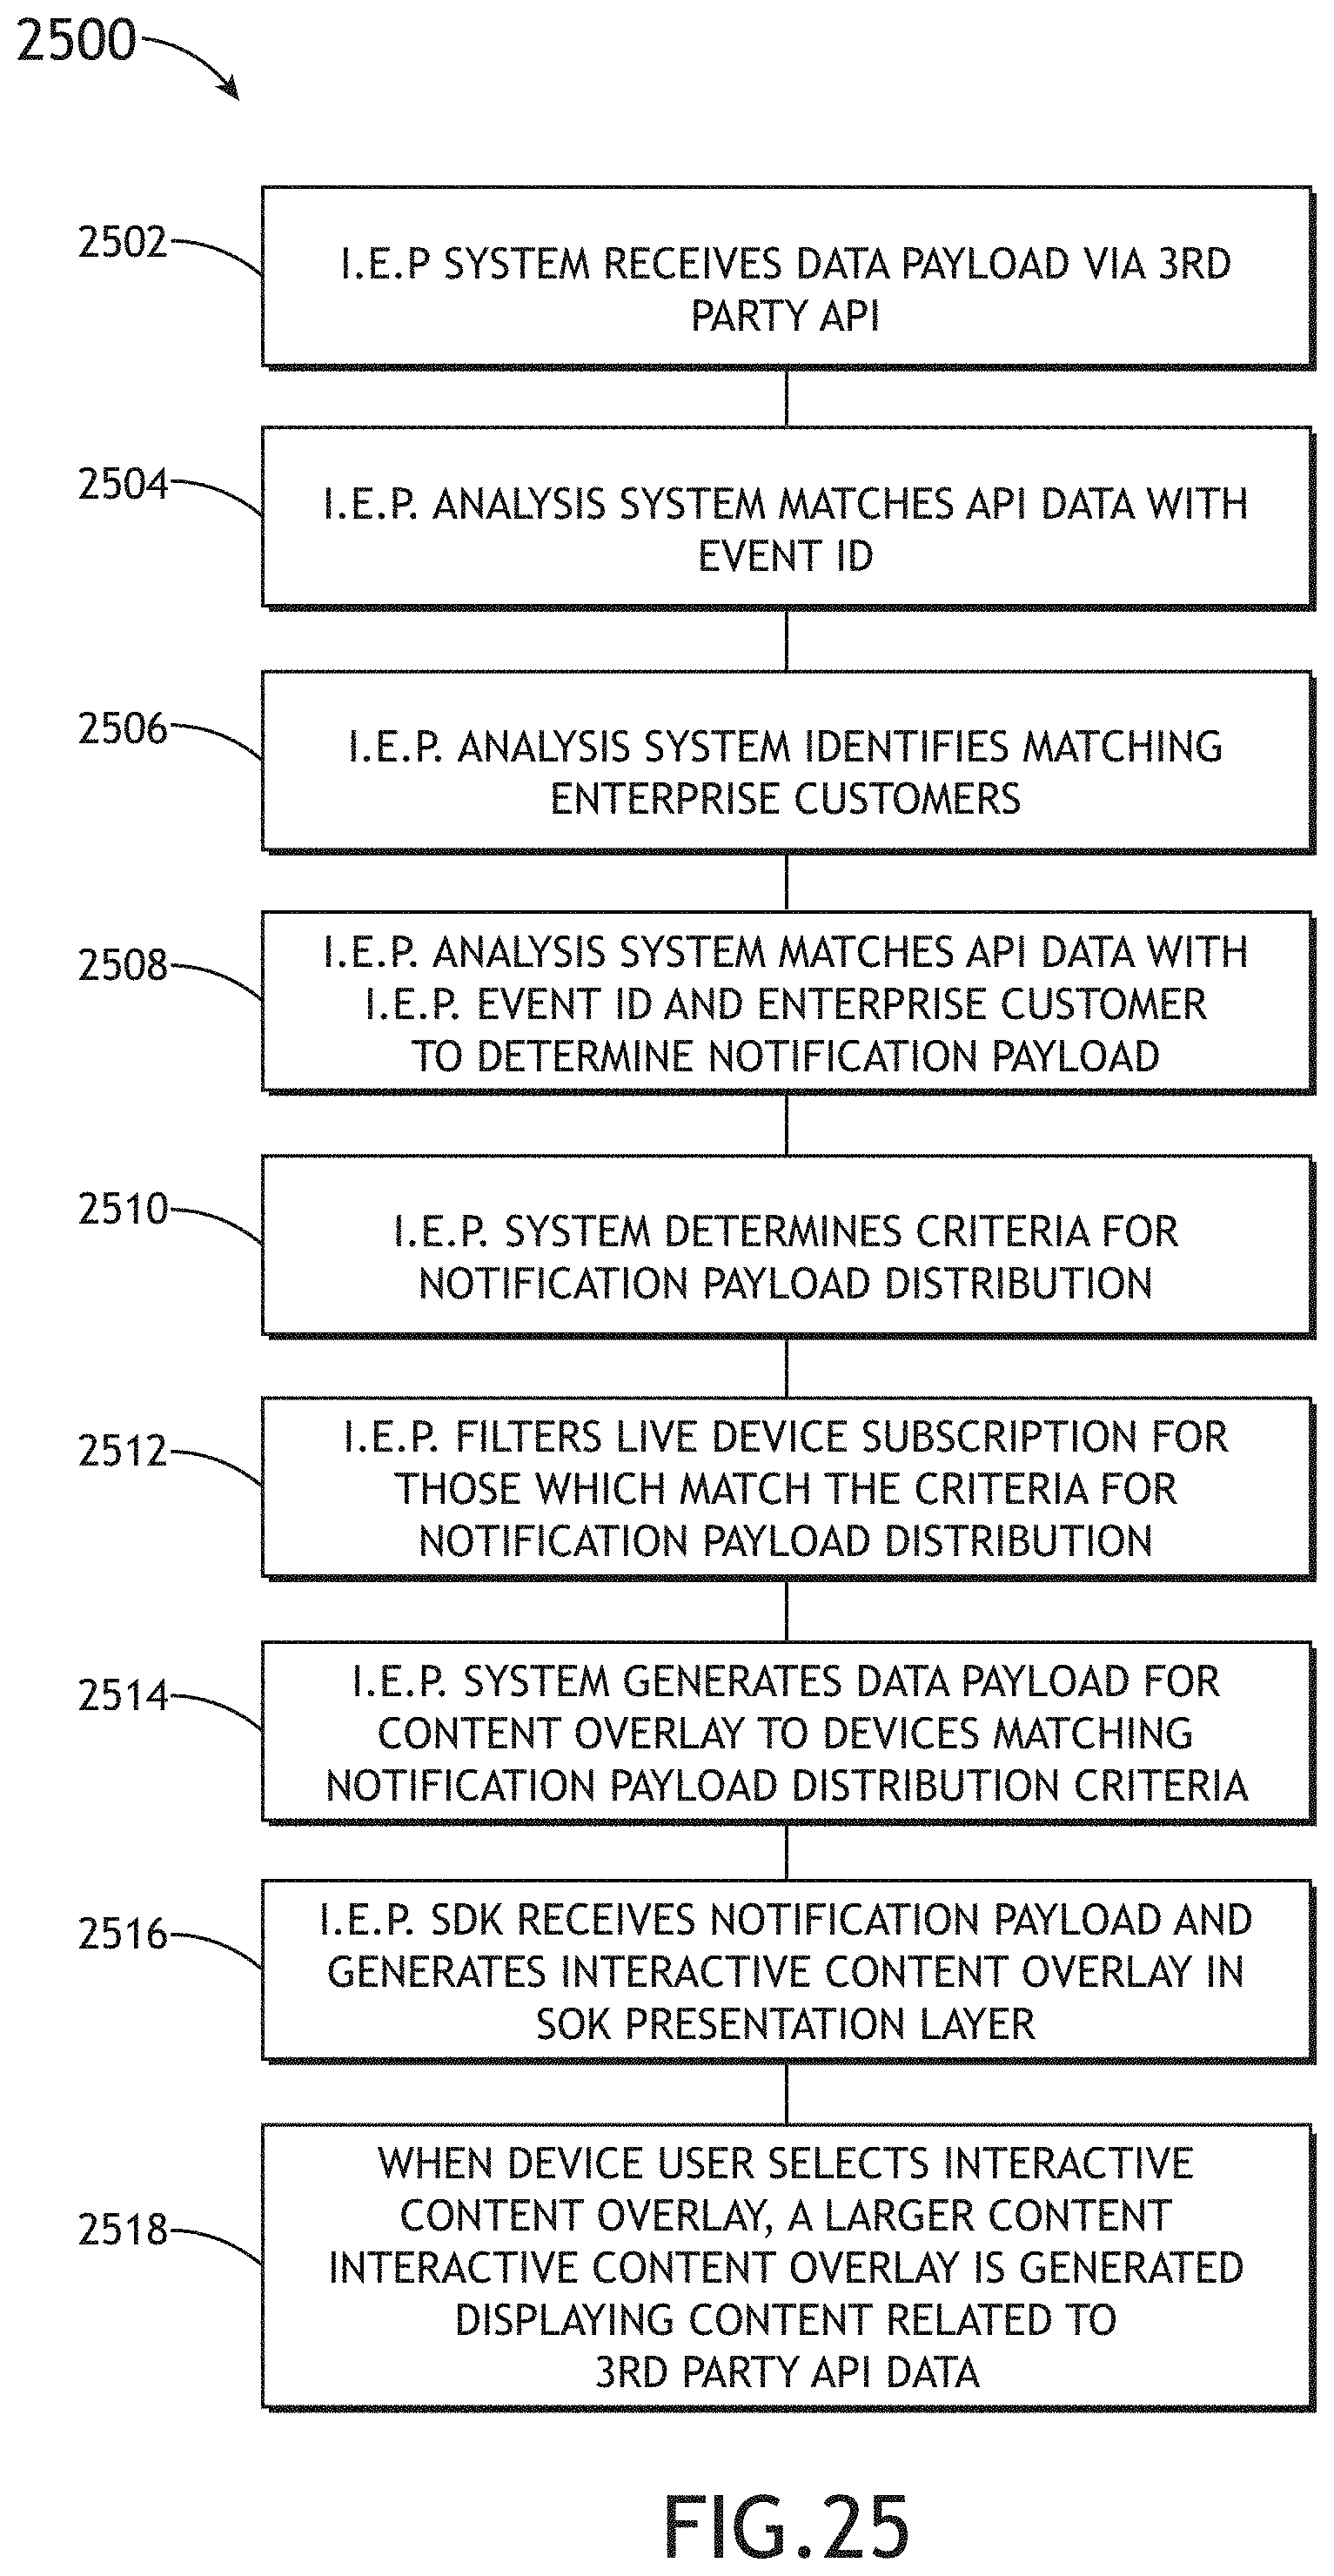 2500
2502
I.E.P SYSTEM RECEIVES DATA PAYLOAD VIA 3RD
PARTY API
2504
I.E.P. ANALYSIS SYSTEM MATCHES API DATA WITH
EVENT ID
2506
I.E.P. ANALYSIS SYSTEM IDENTIFIES MATCHING
ENTERPRISE CUSTOMERS
2508
I.E.P. ANALYSIS SYSTEM MATCHES API DATA WITH
I.E.P. EVENT ID AND ENTERPRISE CUSTOMER
TO DETERMINE NOTIFICATION PAYLOAD
2510
I.E.P. SYSTEM DETERMINES CRITERIA FOR
NOTIFICATION PAYLOAD DISTRIBUTION
2512
I.E.P. FILTERS LIVE DEVICE SUBSCRIPTION FOR
THOSE WHICH MATCH THE CRITERIA FOR
NOTIFICATION PAYLOAD DISTRIBUTION
2514
I.E.P. SYSTEM GENERATES DATA PAYLOAD FOR
CONTENT OVERLAY TO DEVICES MATCHING
NOTIFICATION PAYLOAD DISTRIBUTION CRITERIA
2516
I.E.P. SDK RECEIVES NOTIFICATION PAYLOAD AND
GENERATES INTERACTIVE CONTENT OVERLAY IN
SOK PRESENTATION LAYER
2518
WHEN DEVICE USER SELECTS INTERACTIVE
CONTENT OVERLAY, A LARGER CONTENT
INTERACTIVE CONTENT OVERLAY IS GENERATED
DISPLAYING CONTENT RELATED TO
3RD PARTY API DATA
FIG.25